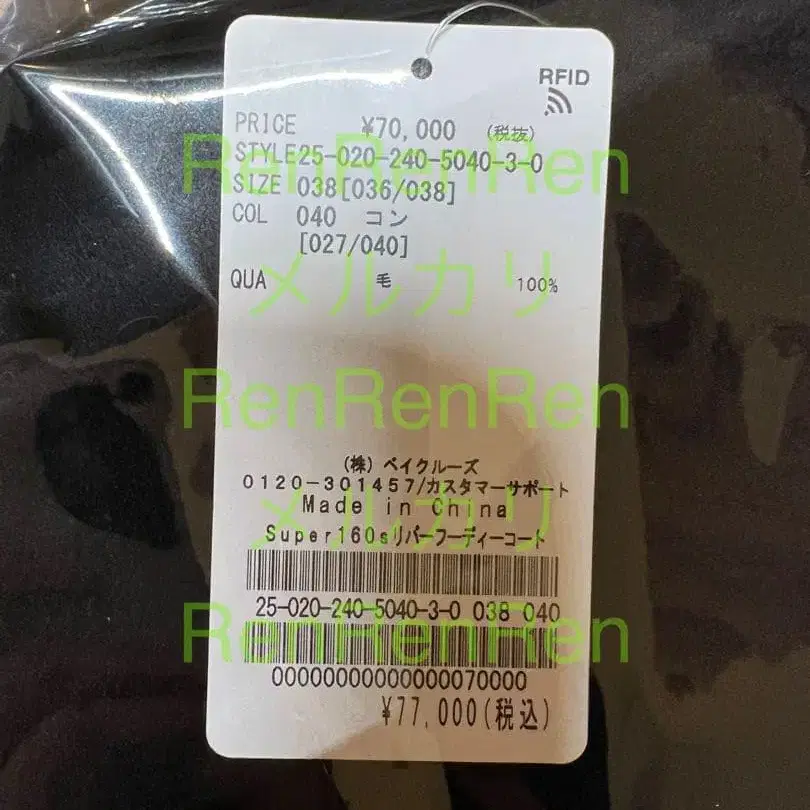 RFID
PRICE ¥70,000 (税抜)
STYLE25-020-240-5040-3-0
RenRenRen
SIZE 038[036/038]
COL 040 コン
[027/040]
QUA 毛 100%
メルカリ
RenRenRen
(株) ベイクルーズ
0120-301457/カスタマーサポート
Made in China
メルカリ
Super160sリバーフーディーコート
25-020-240-5040-3-0 038 040
RenRenRen
00000000000000070000
¥77,000(税込)